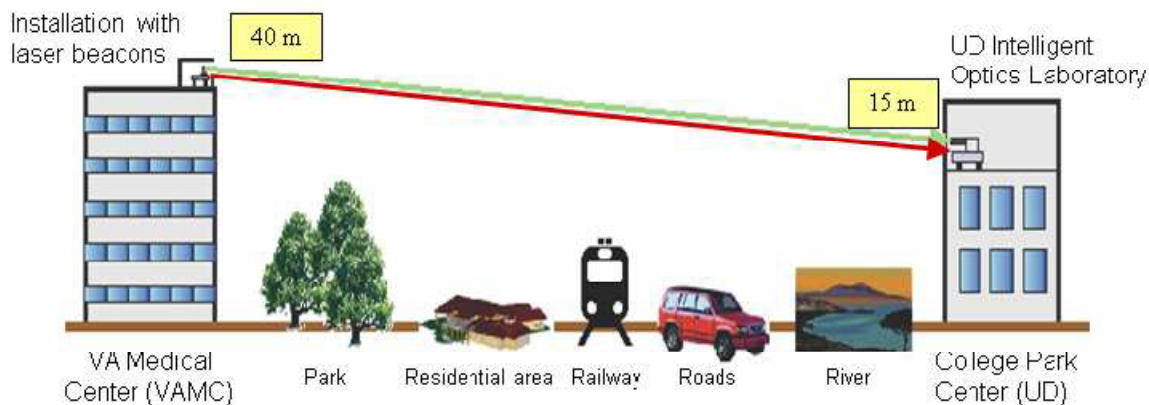 Installation with
laser beacons
40 m
UD Intelligent
Optics Laboratory
15 m
VA Medical
Center (VAMC)
Park
Residential area
Railway
Roads
River
College Park
Center (UD)